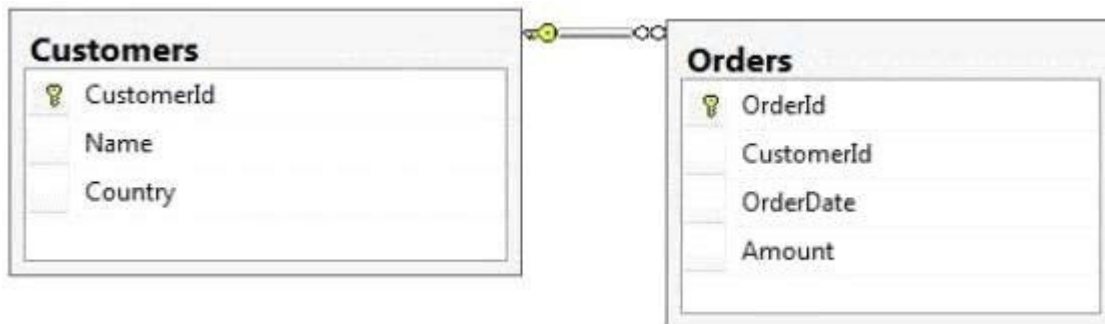 Customers
CustomerId
Name
Country
Orders
OrderId
CustomerId
OrderDate
Amount